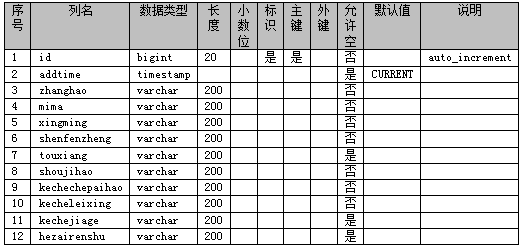 序号 列名 数据类型 长度 小数位 标识 主键 外键 允许空 默认值 说明
1 id bigint 20 是 是 否 auto_increment
2 addtime timestamp 是 CURRENT
3 zhanghao varchar 200 否
4 mima varchar 200 否
5 xingming varchar 200 否
6 shenfenzheng varchar 200 否
7 touxiang varchar 200 是
8 shoujihao varchar 200 否
9 kechechepaihao varchar 200 否
10 kecheleixing varchar 200 否
11 kechejiage varchar 200 是
12 hezairenshu varchar 200 是